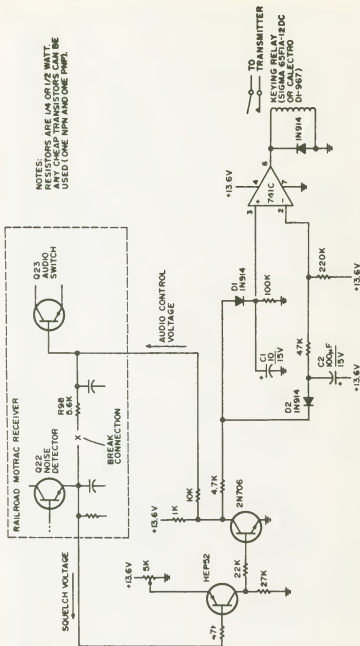 NOTES:
RESISTORS ARE 1/4 OR 1/2 WATT.
ANY CHEAP TRANSISTORS CAN BE
USED (ONE NPN AND ONE PNP).
RAILROAD MOTRAC RECEIVER
Q22
NOISE
DETECTOR
Q23
AUDIO
SWITCH
R98
5.6K
X
BREAK
CONNECTION
SQUELCH VOLTAGE
AUDIO CONTROL
VOLTAGE
+13.6V
5K
HEP52
22K
27K
2N706
+13.6V
1K
10K
4.7K
D1
1N914
100K
C1
10
15V
+
D2
1N914
47K
C2
100µF
15V
+
+13.6V
220K
+13.6V
+13.6V
3
+
4
741C
6
2
-
7
1N914
TO
TRANSMITTER
KEYING RELAY
(SIGMA 65F1A-12DC
OR CALECTRO
D1-967)